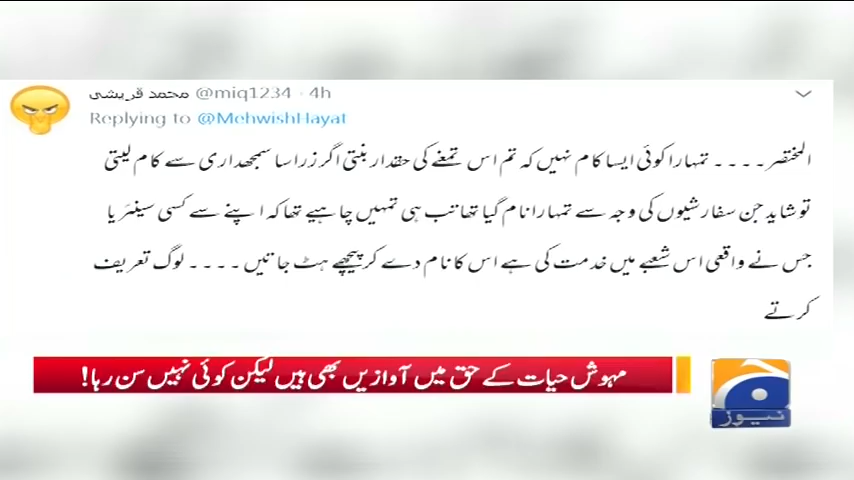 محمد قریشی @miq1234 · 4h
Replying to @MehwishHayat
المختصر۔۔۔۔ تمہارا کوئی ایسا کام نہیں کہ تم اس تمغے کی حقدار بنتی اگر زرا سا سمجھداری سے کام لیتی
تو شاید جن سفارشیوں کی وجہ سے تمہارا نام گیا تھا تب ہی تمہیں چاہیے تھا کہ اپنے سے کسی سینئر یا
جس نے واقعی اس شعبے میں خدمت کی ہے اس کا نام دے کر پیچھے ہٹ جاتیں۔۔۔۔ لوگ تعریف
کرتے
مہوش حیات کے حق میں آوازیں بھی ہیں لیکن کوئی نہیں سن رہا!
جیو
نیوز